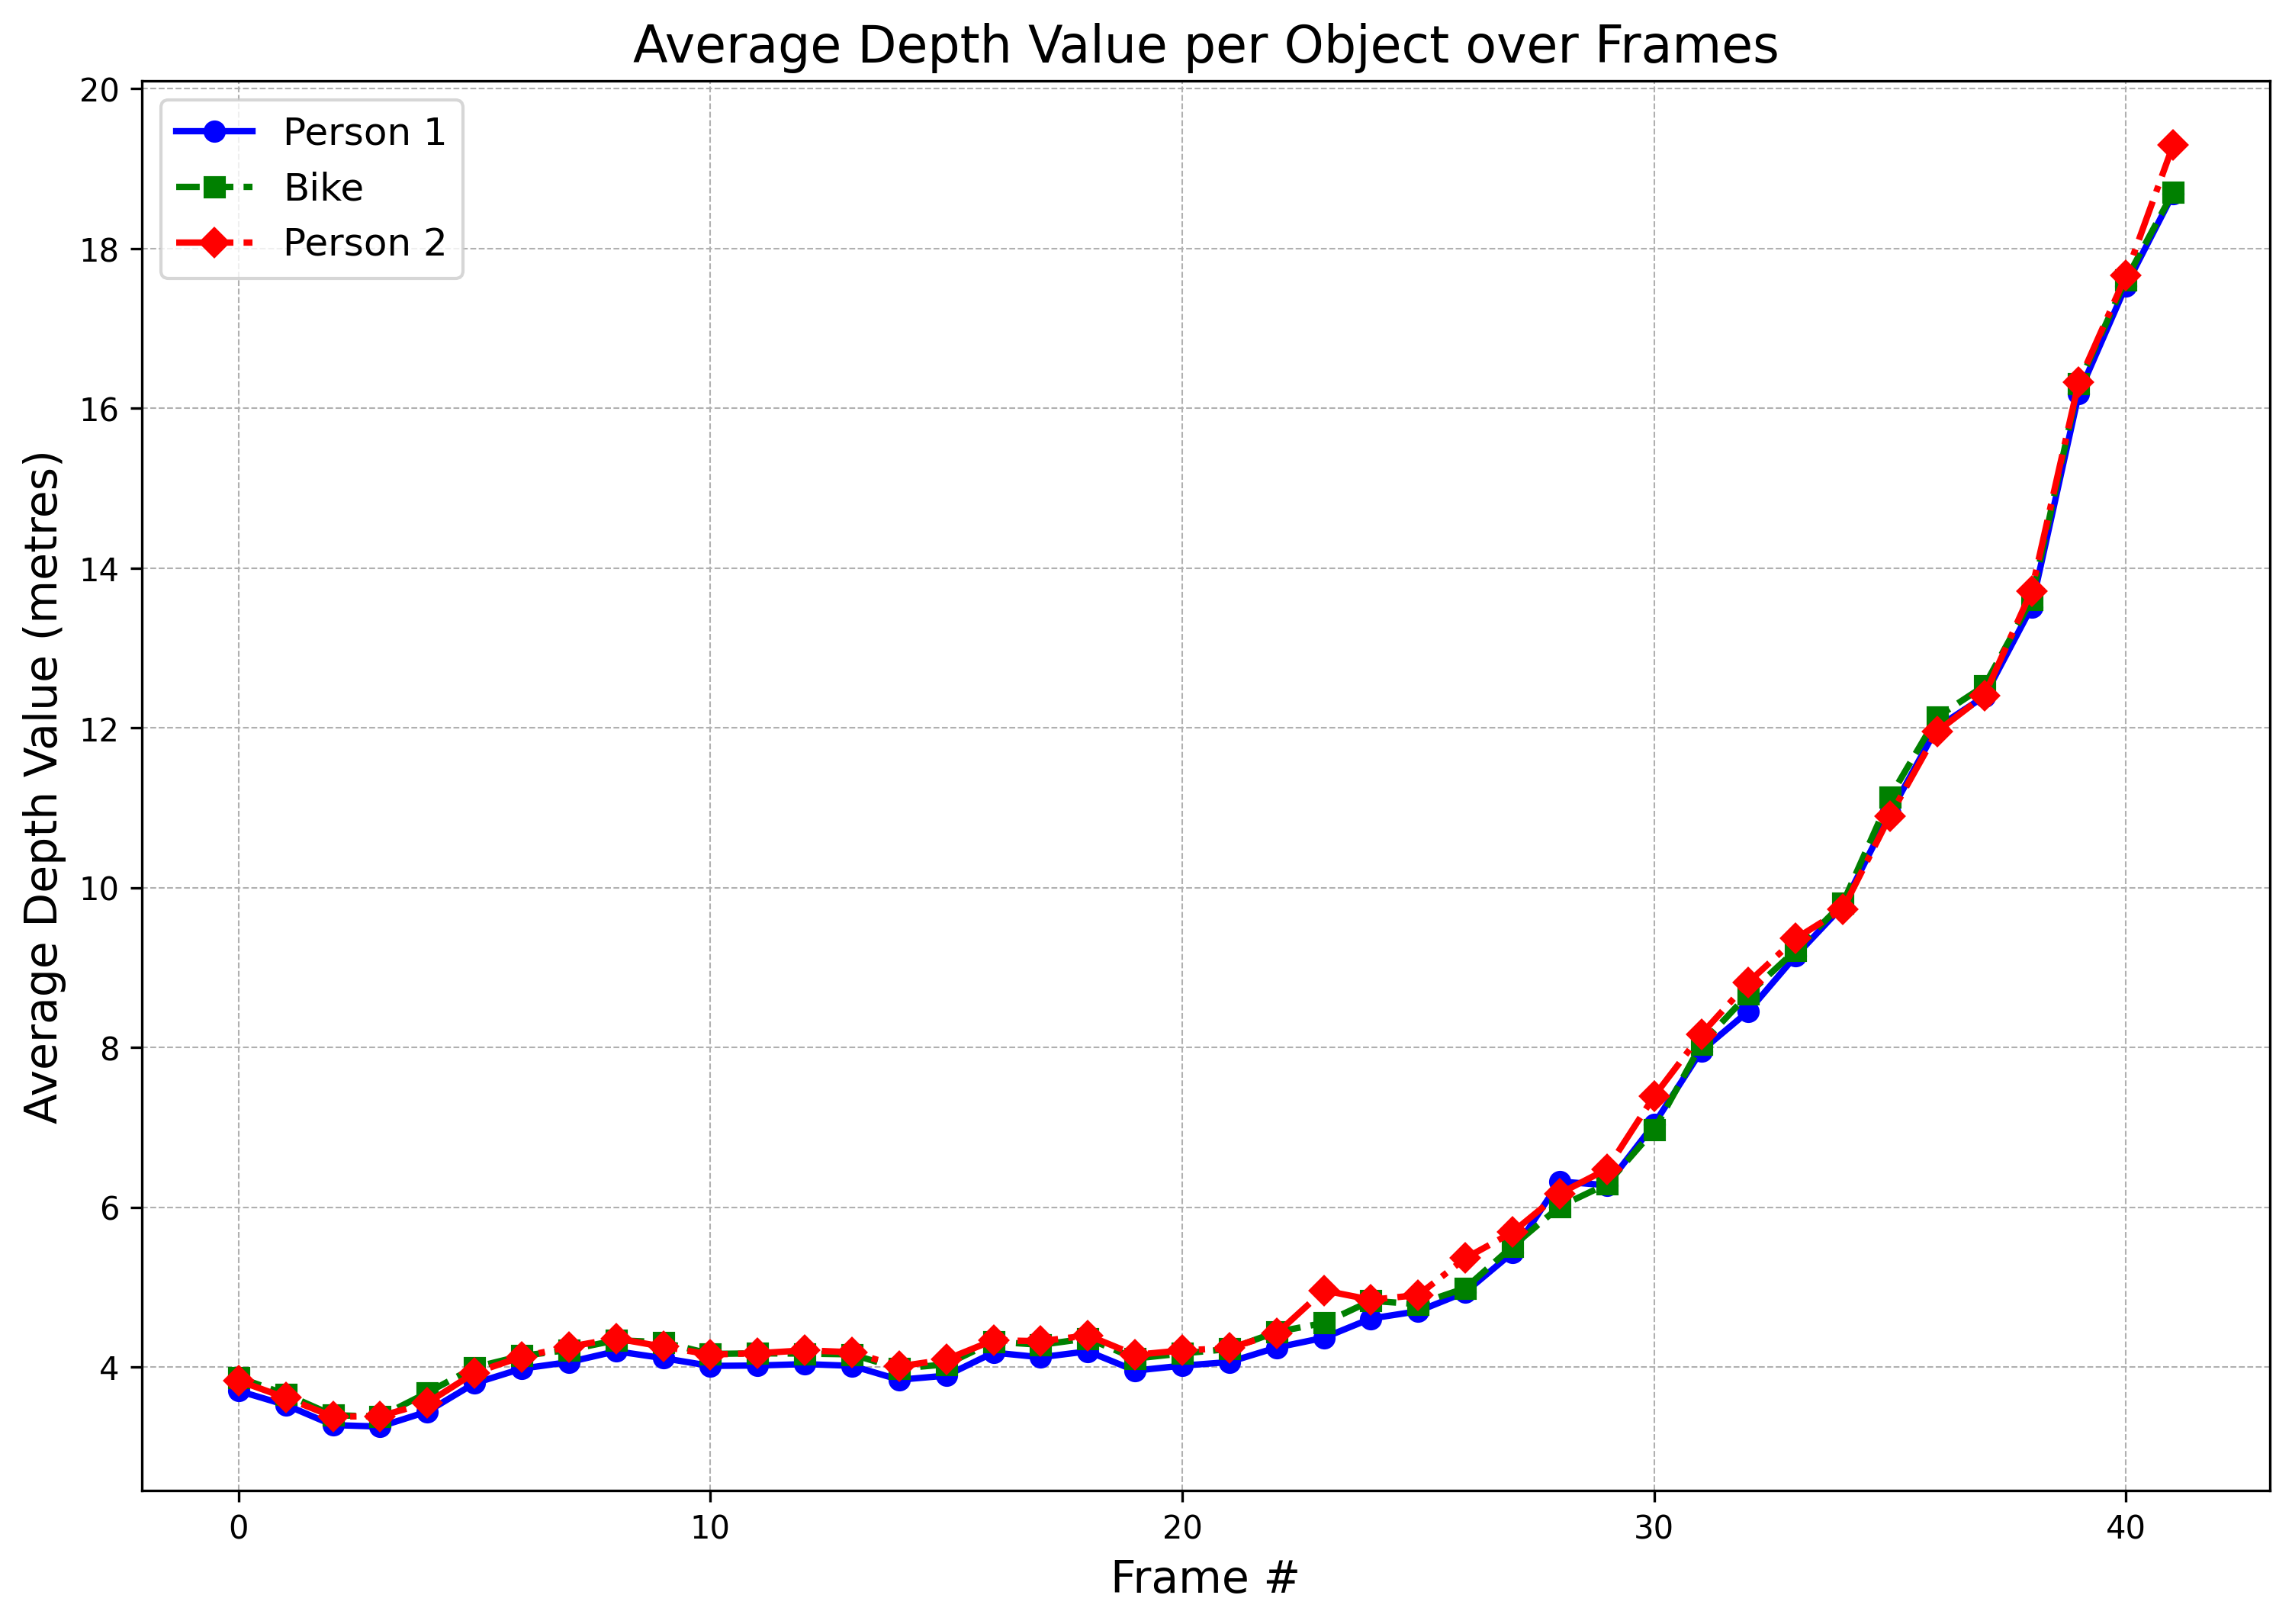 Average Depth Value per Object over Frames
Person 1
Bike
Person 2
Average Depth Value (metres)
20
18
16
14
12
10
8
6
4
0 10 20 30 40
Frame #